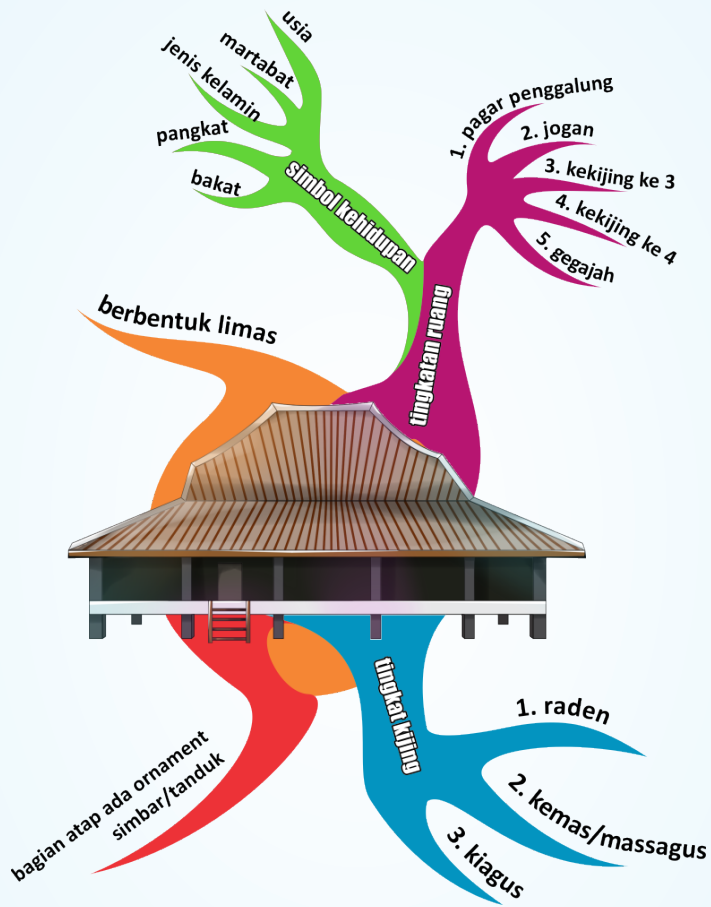 simbol kehidupan
usia
martabat
jenis kelamin
pangkat
bakat
tingkatan ruang
1. pagar penggalung
2. jogan
3. kekijing ke 3
4. kekijing ke 4
5. gegajah
berbentuk limas
bagian atap ada ornament
simbar/tanduk
tingkat kijing
1. raden
2. kemas/massagus
3. kiagus